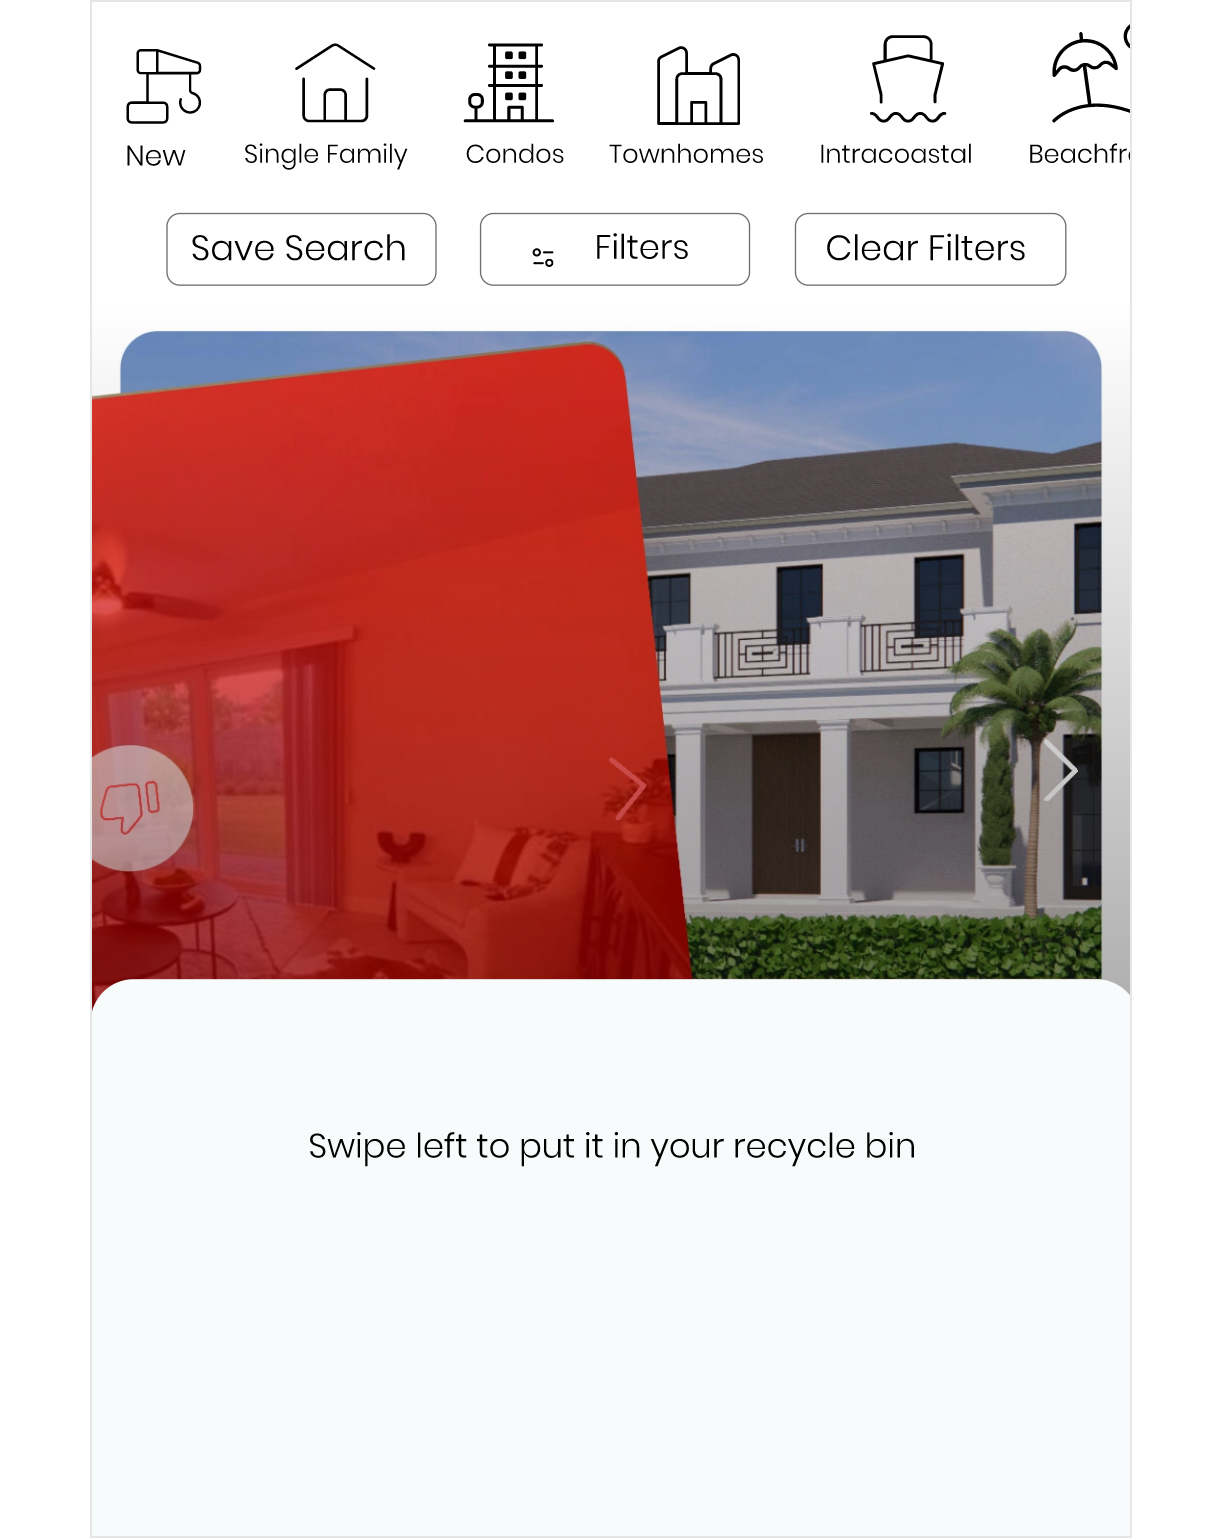 New
Single Family
Condos
Townhomes
Intracoastal
Beachfr
Save Search
Filters
Clear Filters
Swipe left to put it in your recycle bin